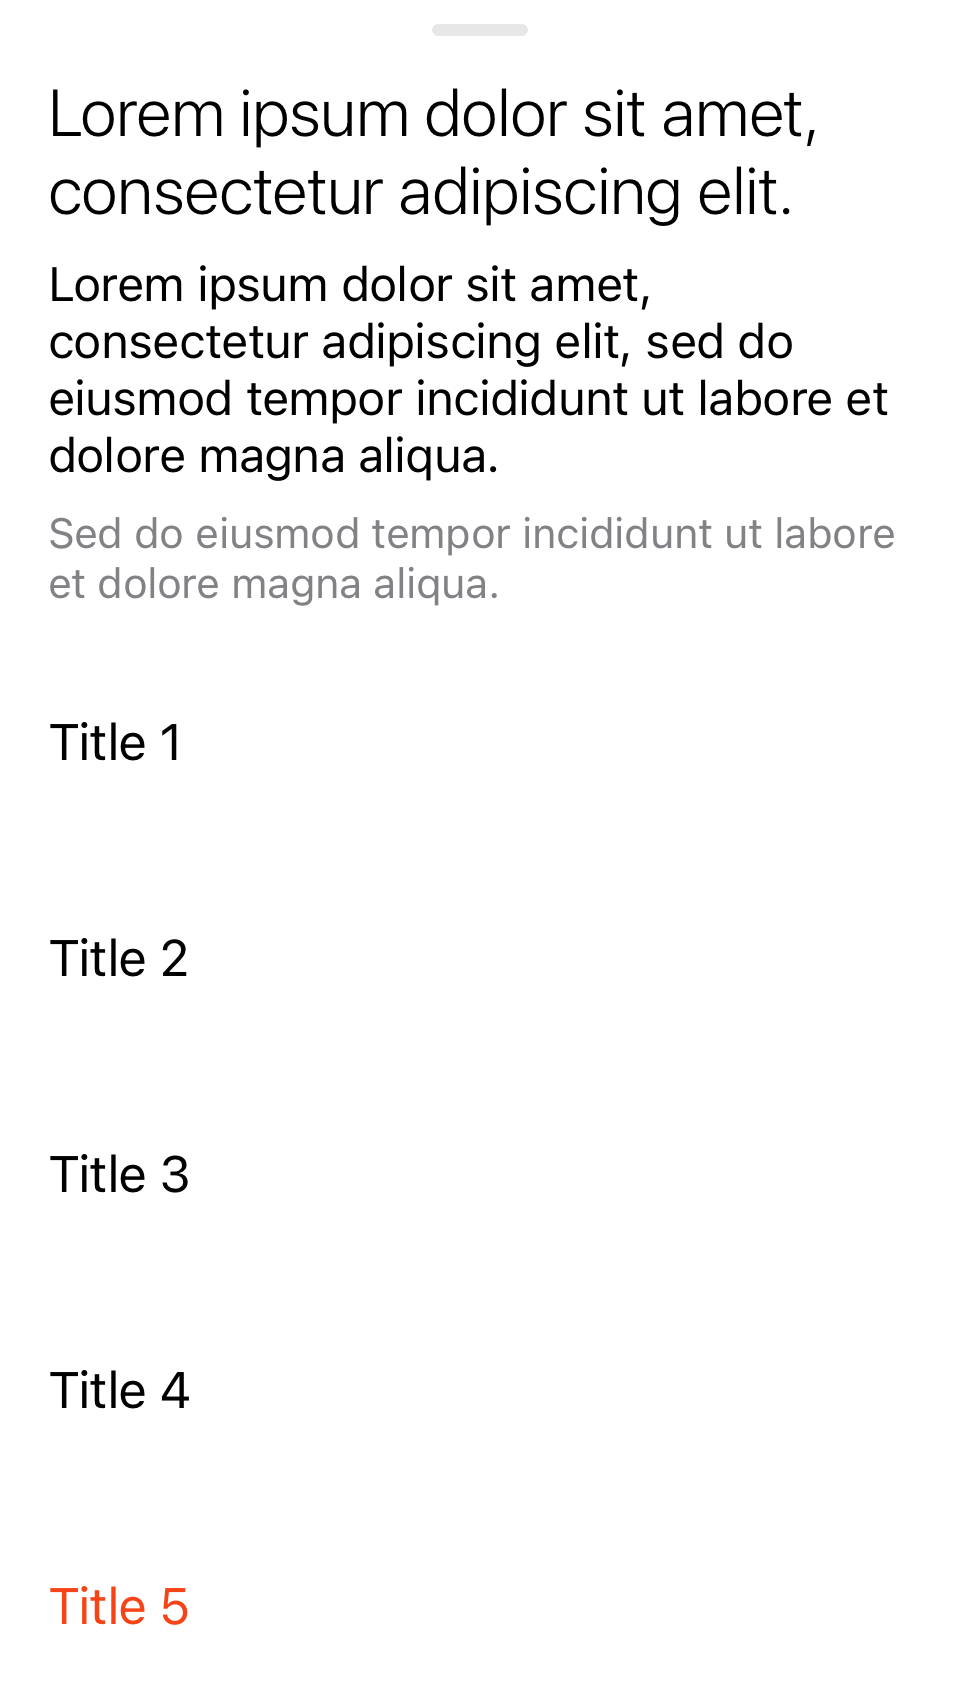 Lorem ipsum dolor sit amet,
consectetur adipiscing elit.
Lorem ipsum dolor sit amet,
consectetur adipiscing elit, sed do
eiusmod tempor incididunt ut labore et
dolore magna aliqua.
Sed do eiusmod tempor incididunt ut labore
et dolore magna aliqua.
Title 1
Title 2
Title 3
Title 4
Title 5